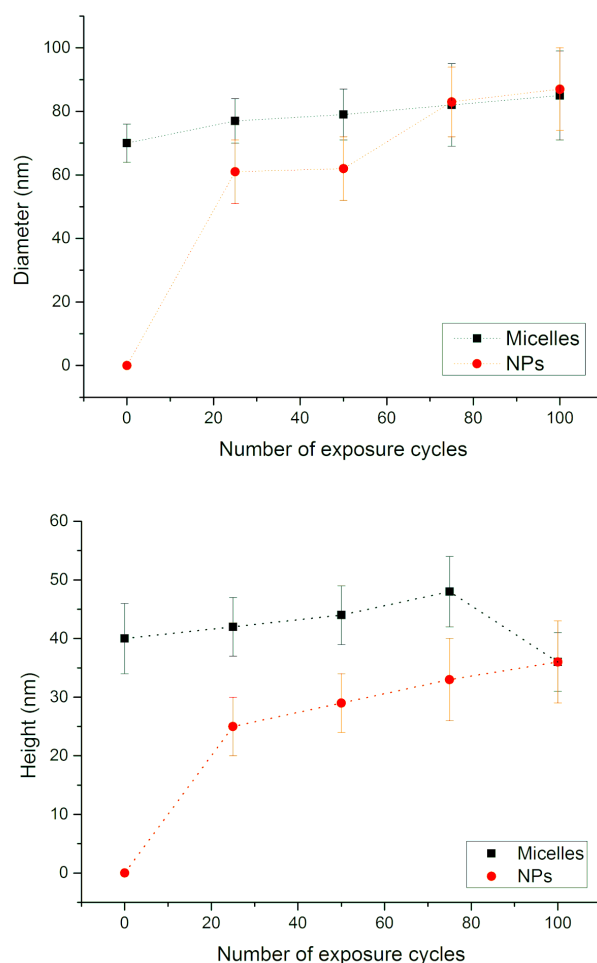 100
80
60
40
20
0
Diameter (nm)
Micelles
NPs
0 20 40 60 80 100
Number of exposure cycles
60
50
40
30
20
10
0
Height (nm)
Micelles
NPs
0 20 40 60 80 100
Number of exposure cycles